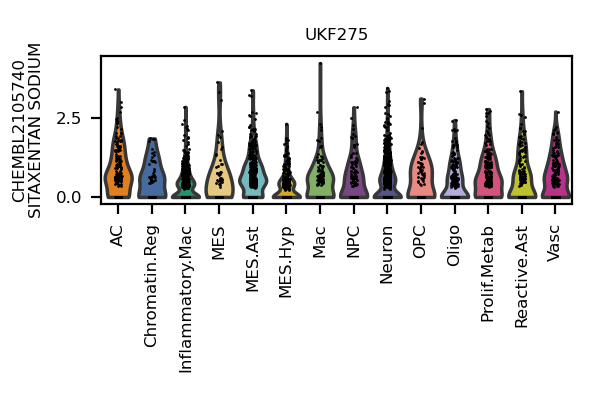 UKF275
CHEMBL2105740
SITAXENTAN SODIUM
2.5
0.0
AC
Chromatin.Reg
Inflammatory.Mac
MES
MES.Ast
MES.Hyp
Mac
NPC
Neuron
OPC
Oligo
Prolif.Metab
Reactive.Ast
Vasc